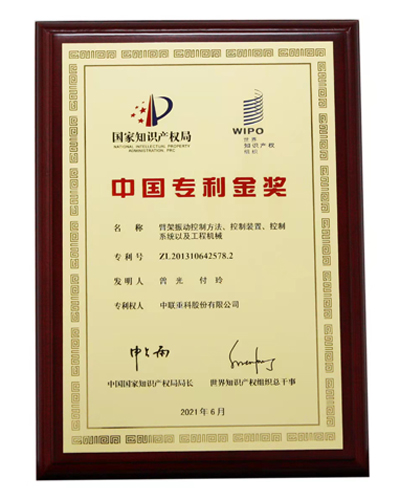 国家知识产权局
NATIONAL INTELLECTUAL PROPERTY
ADMINISTRATION, PRC
WIPO
世界
知识产权
组织
中国专利金奖
名称 臂架振动控制方法、控制装置、控制
系统以及工程机械
专利号 ZL201310642578.2
发明人 曾光 付玲
专利权人 中联重科股份有限公司
中国国家知识产权局局长 世界知识产权组织总干事
2021年6月